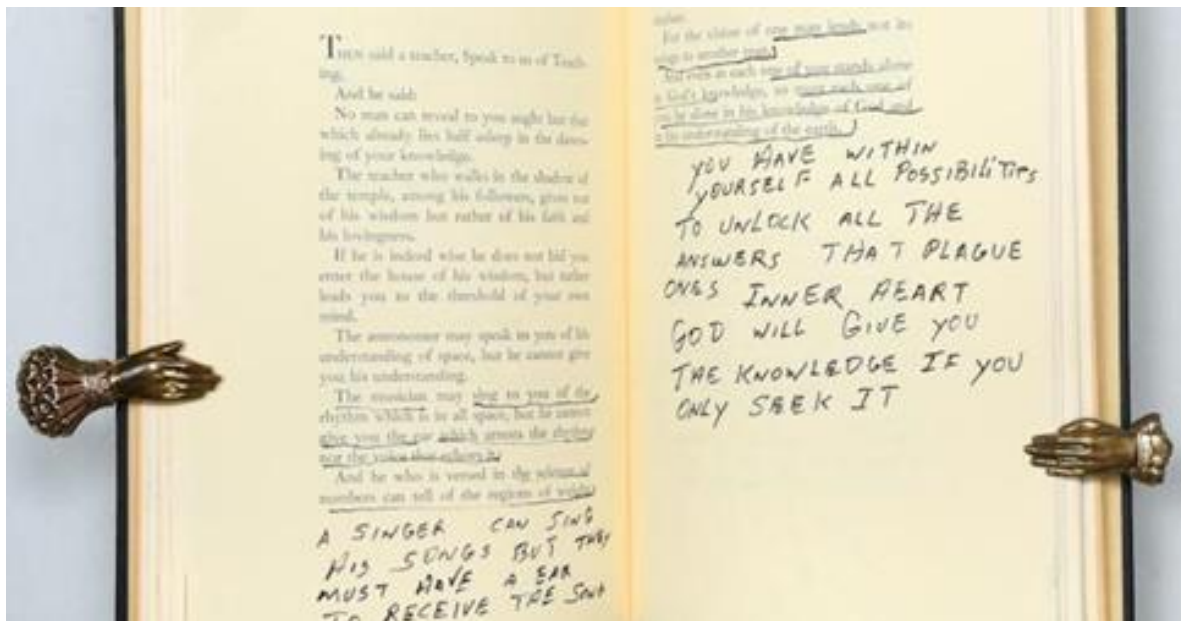 THEN said a teacher, Speak to us of Teach-
ing.
And he said:
No man can reveal to you aught but that
which already lies half asleep in the dawn-
ing of your knowledge.
The teacher who walks in the shadow of
the temple, among his followers, gives not
of his wisdom but rather of his faith and
his lovingness.
If he is indeed wise he does not bid you
enter the house of his wisdom, but rather
leads you to the threshold of your own
mind.
The astronomer may speak to you of his
understanding of space, but he cannot give
you his understanding.
The musician may sing to you of the
rhythm which is in all space, but he cannot
give you the ear which arrests the rhythm
nor the voice that echoes it.
And he who is versed in the science of
numbers can tell of the regions of weight
A SINGER CAN SING
HIS SONGS BUT THEY
MUST HAVE A EAR
TO RECEIVE THE SONG
For the vision of one man lends not its
wings to another man.
And even as each one of you stands alone
in God's knowledge, so must each one of
you be alone in his knowledge of God and
in his understanding of the earth.
YOU HAVE WITHIN
YOURSELF ALL POSSIBILITIES
TO UNLOCK ALL THE
ANSWERS THAT PLAGUE
ONES INNER HEART
GOD WILL GIVE YOU
THE KNOWLEDGE IF YOU
ONLY SEEK IT